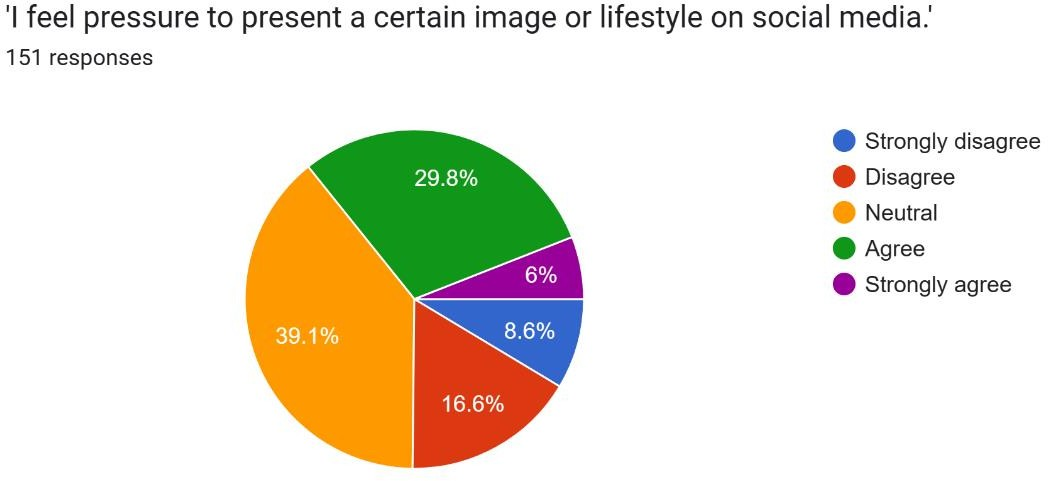 'I feel pressure to present a certain image or lifestyle on social media.'
151 responses
29.8%
6%
8.6%
39.1%
16.6%
Strongly disagree
Disagree
Neutral
Agree
Strongly agree